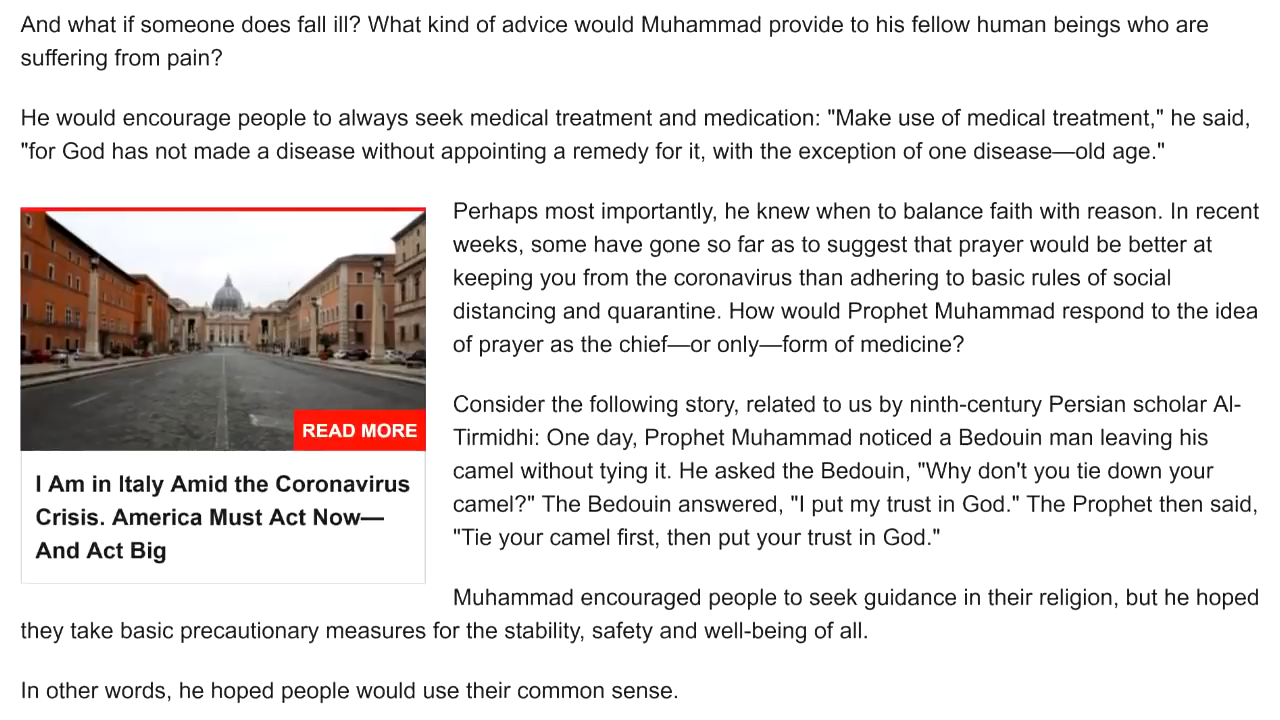 And what if someone does fall ill? What kind of advice would Muhammad provide to his fellow human beings who are
suffering from pain?
He would encourage people to always seek medical treatment and medication: "Make use of medical treatment," he said,
"for God has not made a disease without appointing a remedy for it, with the exception of one disease—old age."
READ MORE
I Am in Italy Amid the Coronavirus
Crisis. America Must Act Now—
And Act Big
Perhaps most importantly, he knew when to balance faith with reason. In recent
weeks, some have gone so far as to suggest that prayer would be better at
keeping you from the coronavirus than adhering to basic rules of social
distancing and quarantine. How would Prophet Muhammad respond to the idea
of prayer as the chief—or only—form of medicine?
Consider the following story, related to us by ninth-century Persian scholar Al-
Tirmidhi: One day, Prophet Muhammad noticed a Bedouin man leaving his
camel without tying it. He asked the Bedouin, "Why don't you tie down your
camel?" The Bedouin answered, "I put my trust in God." The Prophet then said,
"Tie your camel first, then put your trust in God."
Muhammad encouraged people to seek guidance in their religion, but he hoped
they take basic precautionary measures for the stability, safety and well-being of all.
In other words, he hoped people would use their common sense.